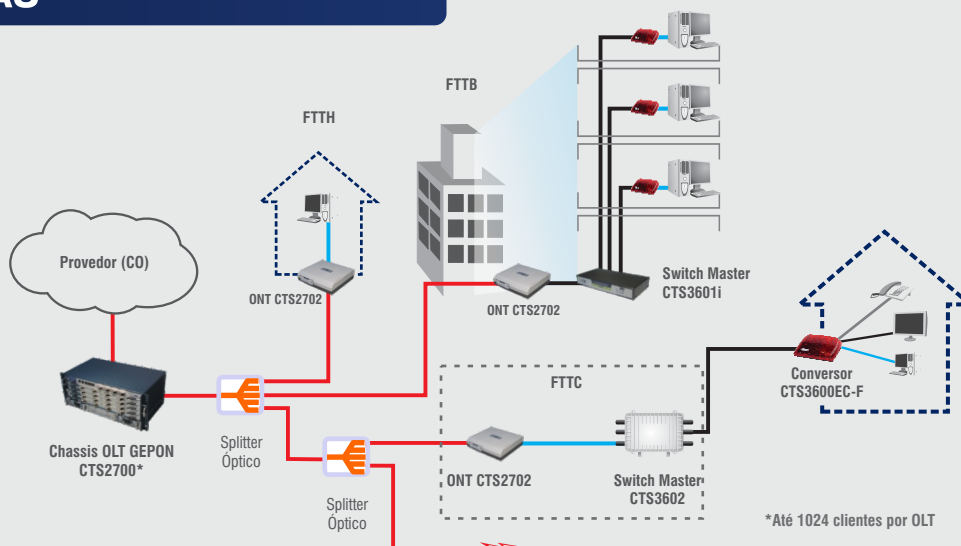 FTTB
FTTH
Provedor (CO)
ONT CTS2702
ONT CTS2702
Switch Master
CTS3601i
Conversor
CTS3600EC-F
FTTC
Chassis OLT GEPON
CTS2700*
Splitter
Óptico
ONT CTS2702
Switch Master
CTS3602
Splitter
Óptico
*Até 1024 clientes por OLT